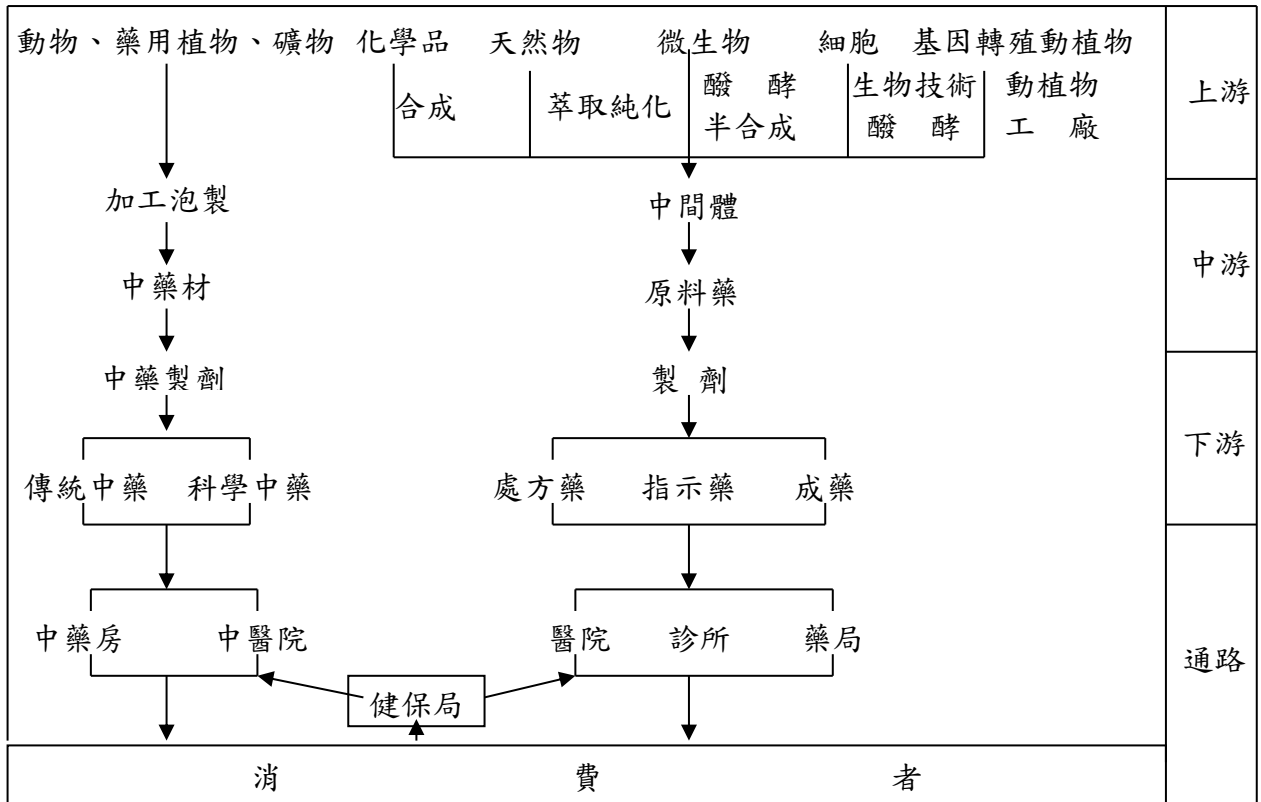 動物、藥用植物、礦物 化學品 天然物 微生物 細胞 基因轉殖動植物
合成 萃取純化 醱酵 生物技術 動植物
半合成 醱酵 工廠
上游
加工泡製 中間體
中藥材 原料藥
中游
中藥製劑 製劑
傳統中藥 科學中藥 處方藥 指示藥 成藥
下游
中藥房 中醫院 醫院 診所 藥局
健保局
通路
消費者